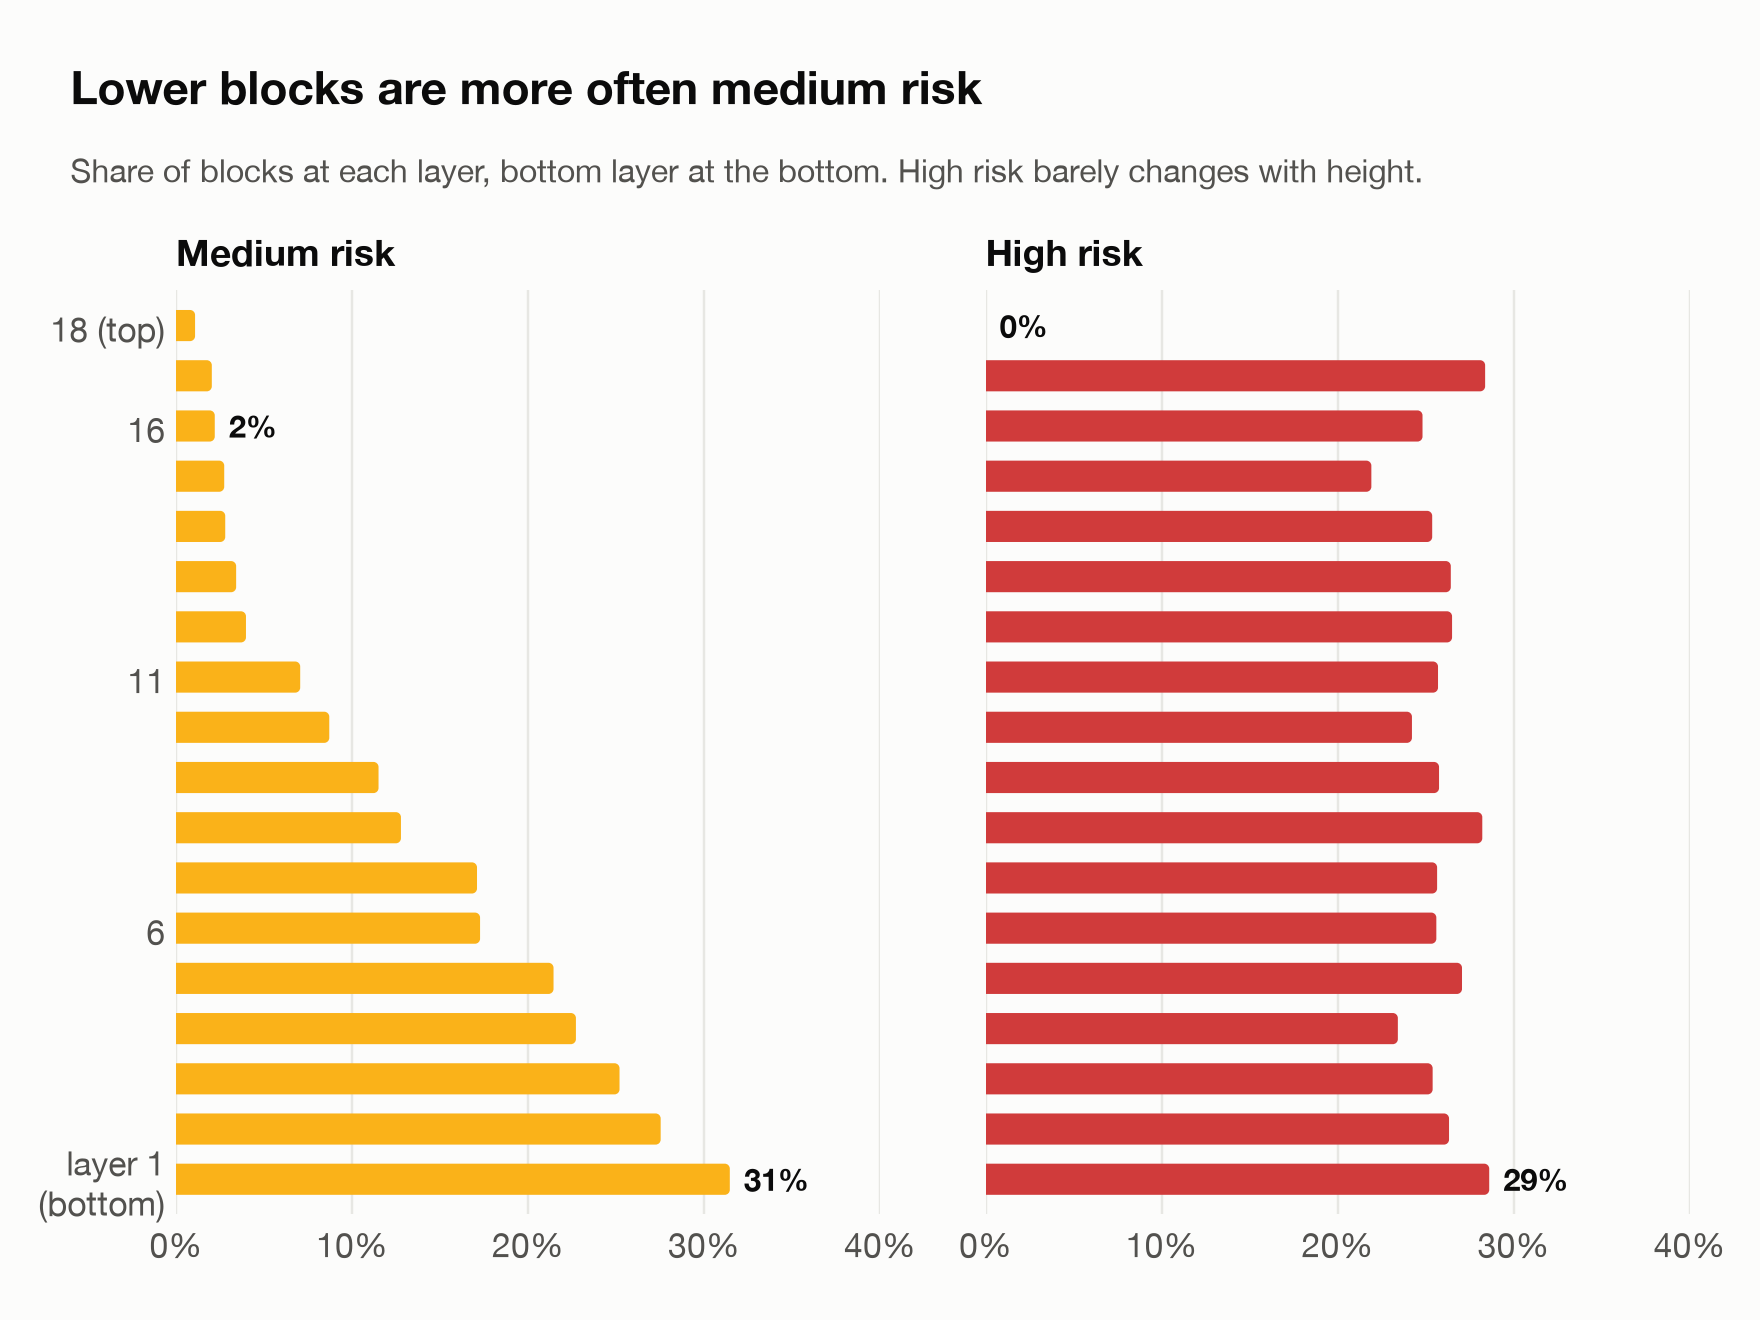 Lower blocks are more often medium risk
Share of blocks at each layer, bottom layer at the bottom. High risk barely changes with height.
Medium risk
18 (top)
16
2%
11
6
layer 1
(bottom)
31%
0%
10%
20%
30%
40%
High risk
0%
29%
0%
10%
20%
30%
40%